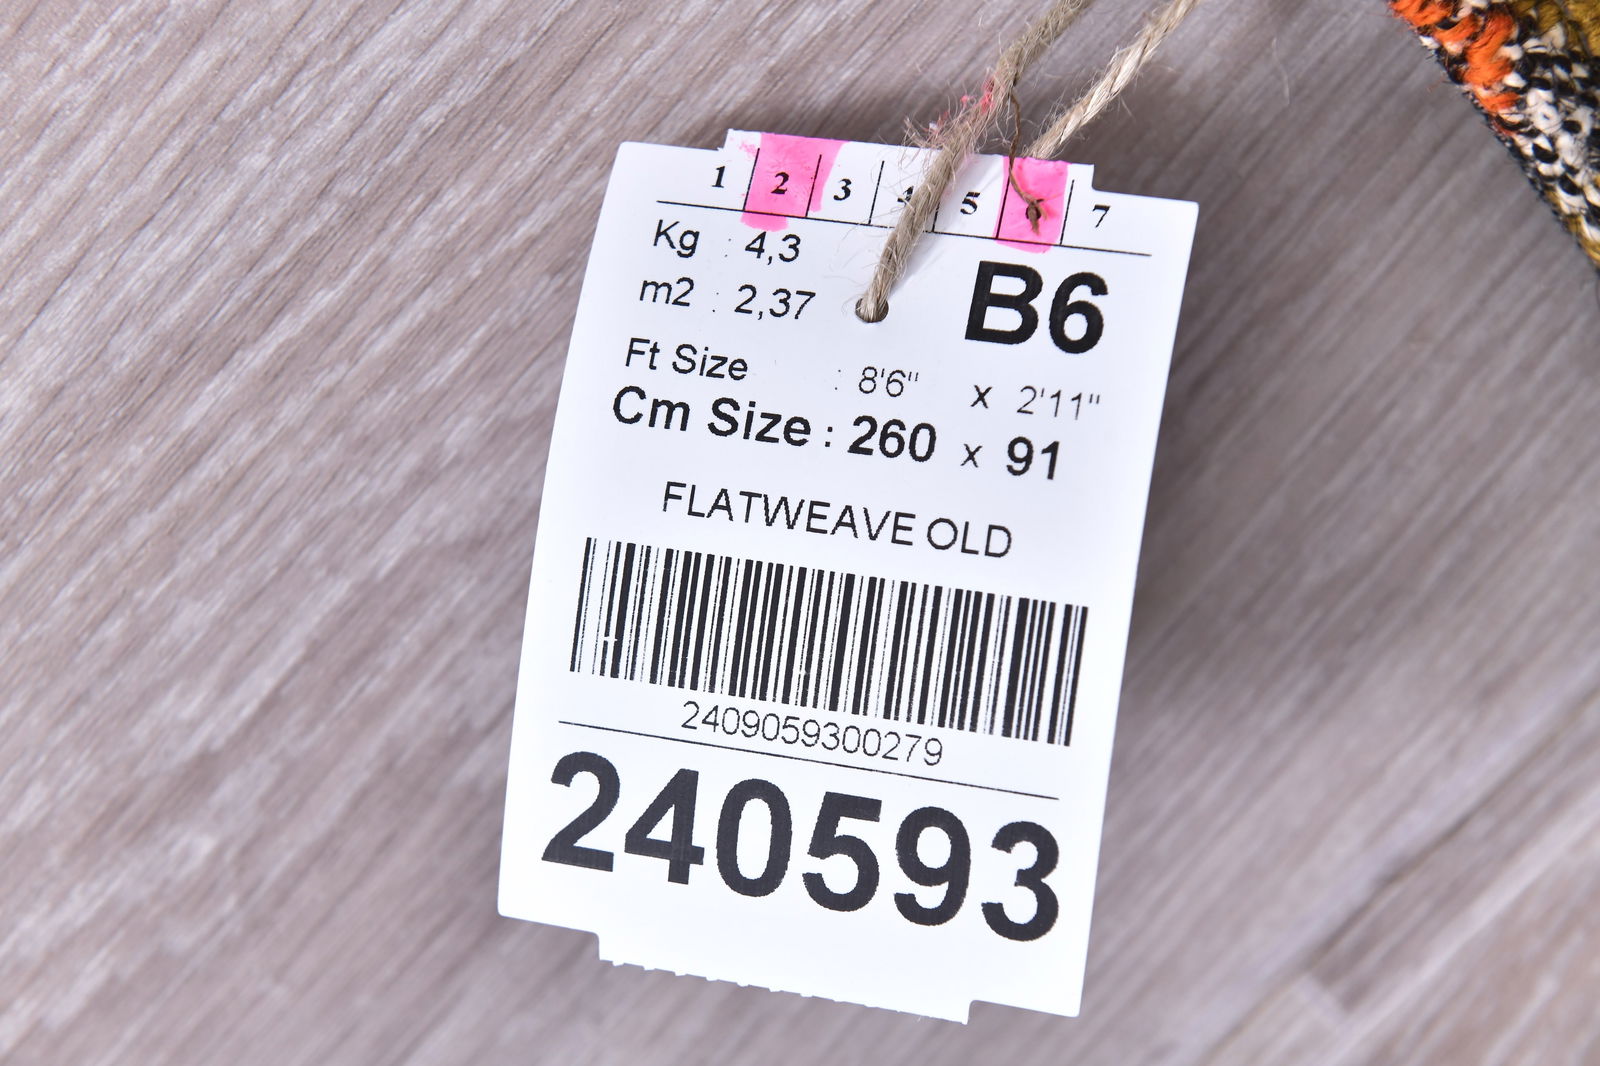 1 2 3 4 5 6 7
Kg : 4,3
m2 : 2,37
B6
Ft Size : 8'6" x 2'11"
Cm Size : 260 x 91
FLATWEAVE OLD
2409059300279
240593